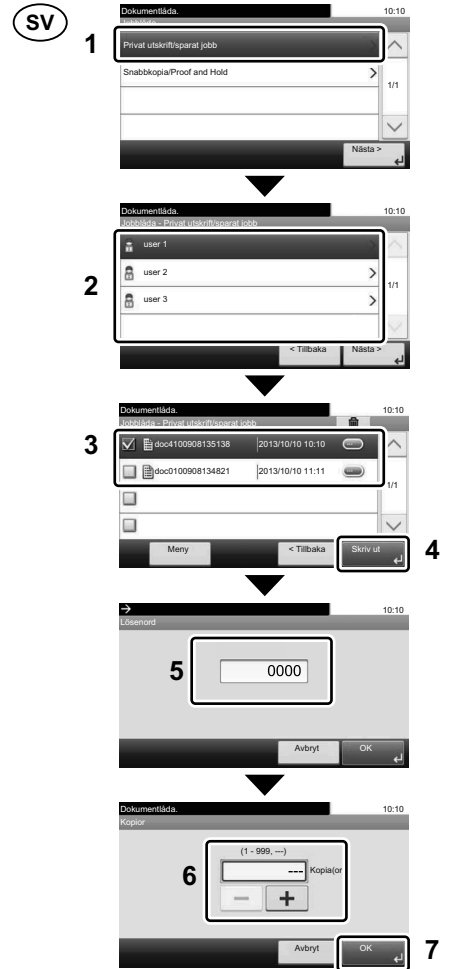 SV
Dokumentlåda. 10:10
Jobblåda
1
Privat utskrift/sparat jobb
Snabbkopia/Proof and Hold
1/1
Nästa >
Dokumentlåda. 10:10
Jobblåda - Privat utskrift/sparat jobb
2
user 1
user 2
user 3
1/1
< Tillbaka Nästa >
Dokumentlåda. 10:10
Jobblåda - Privat utskrift/sparat jobb
3
doc4100908135138 2013/10/10 10:10
doc0100908134821 2013/10/10 11:11
1/1
Meny < Tillbaka Skriv ut 4
10:10
Lösenord
5 0000
Avbryt OK
Dokumentlåda. 10:10
Kopior
(1 - 999, ---)
6 --- Kopia(or
Avbryt OK 7